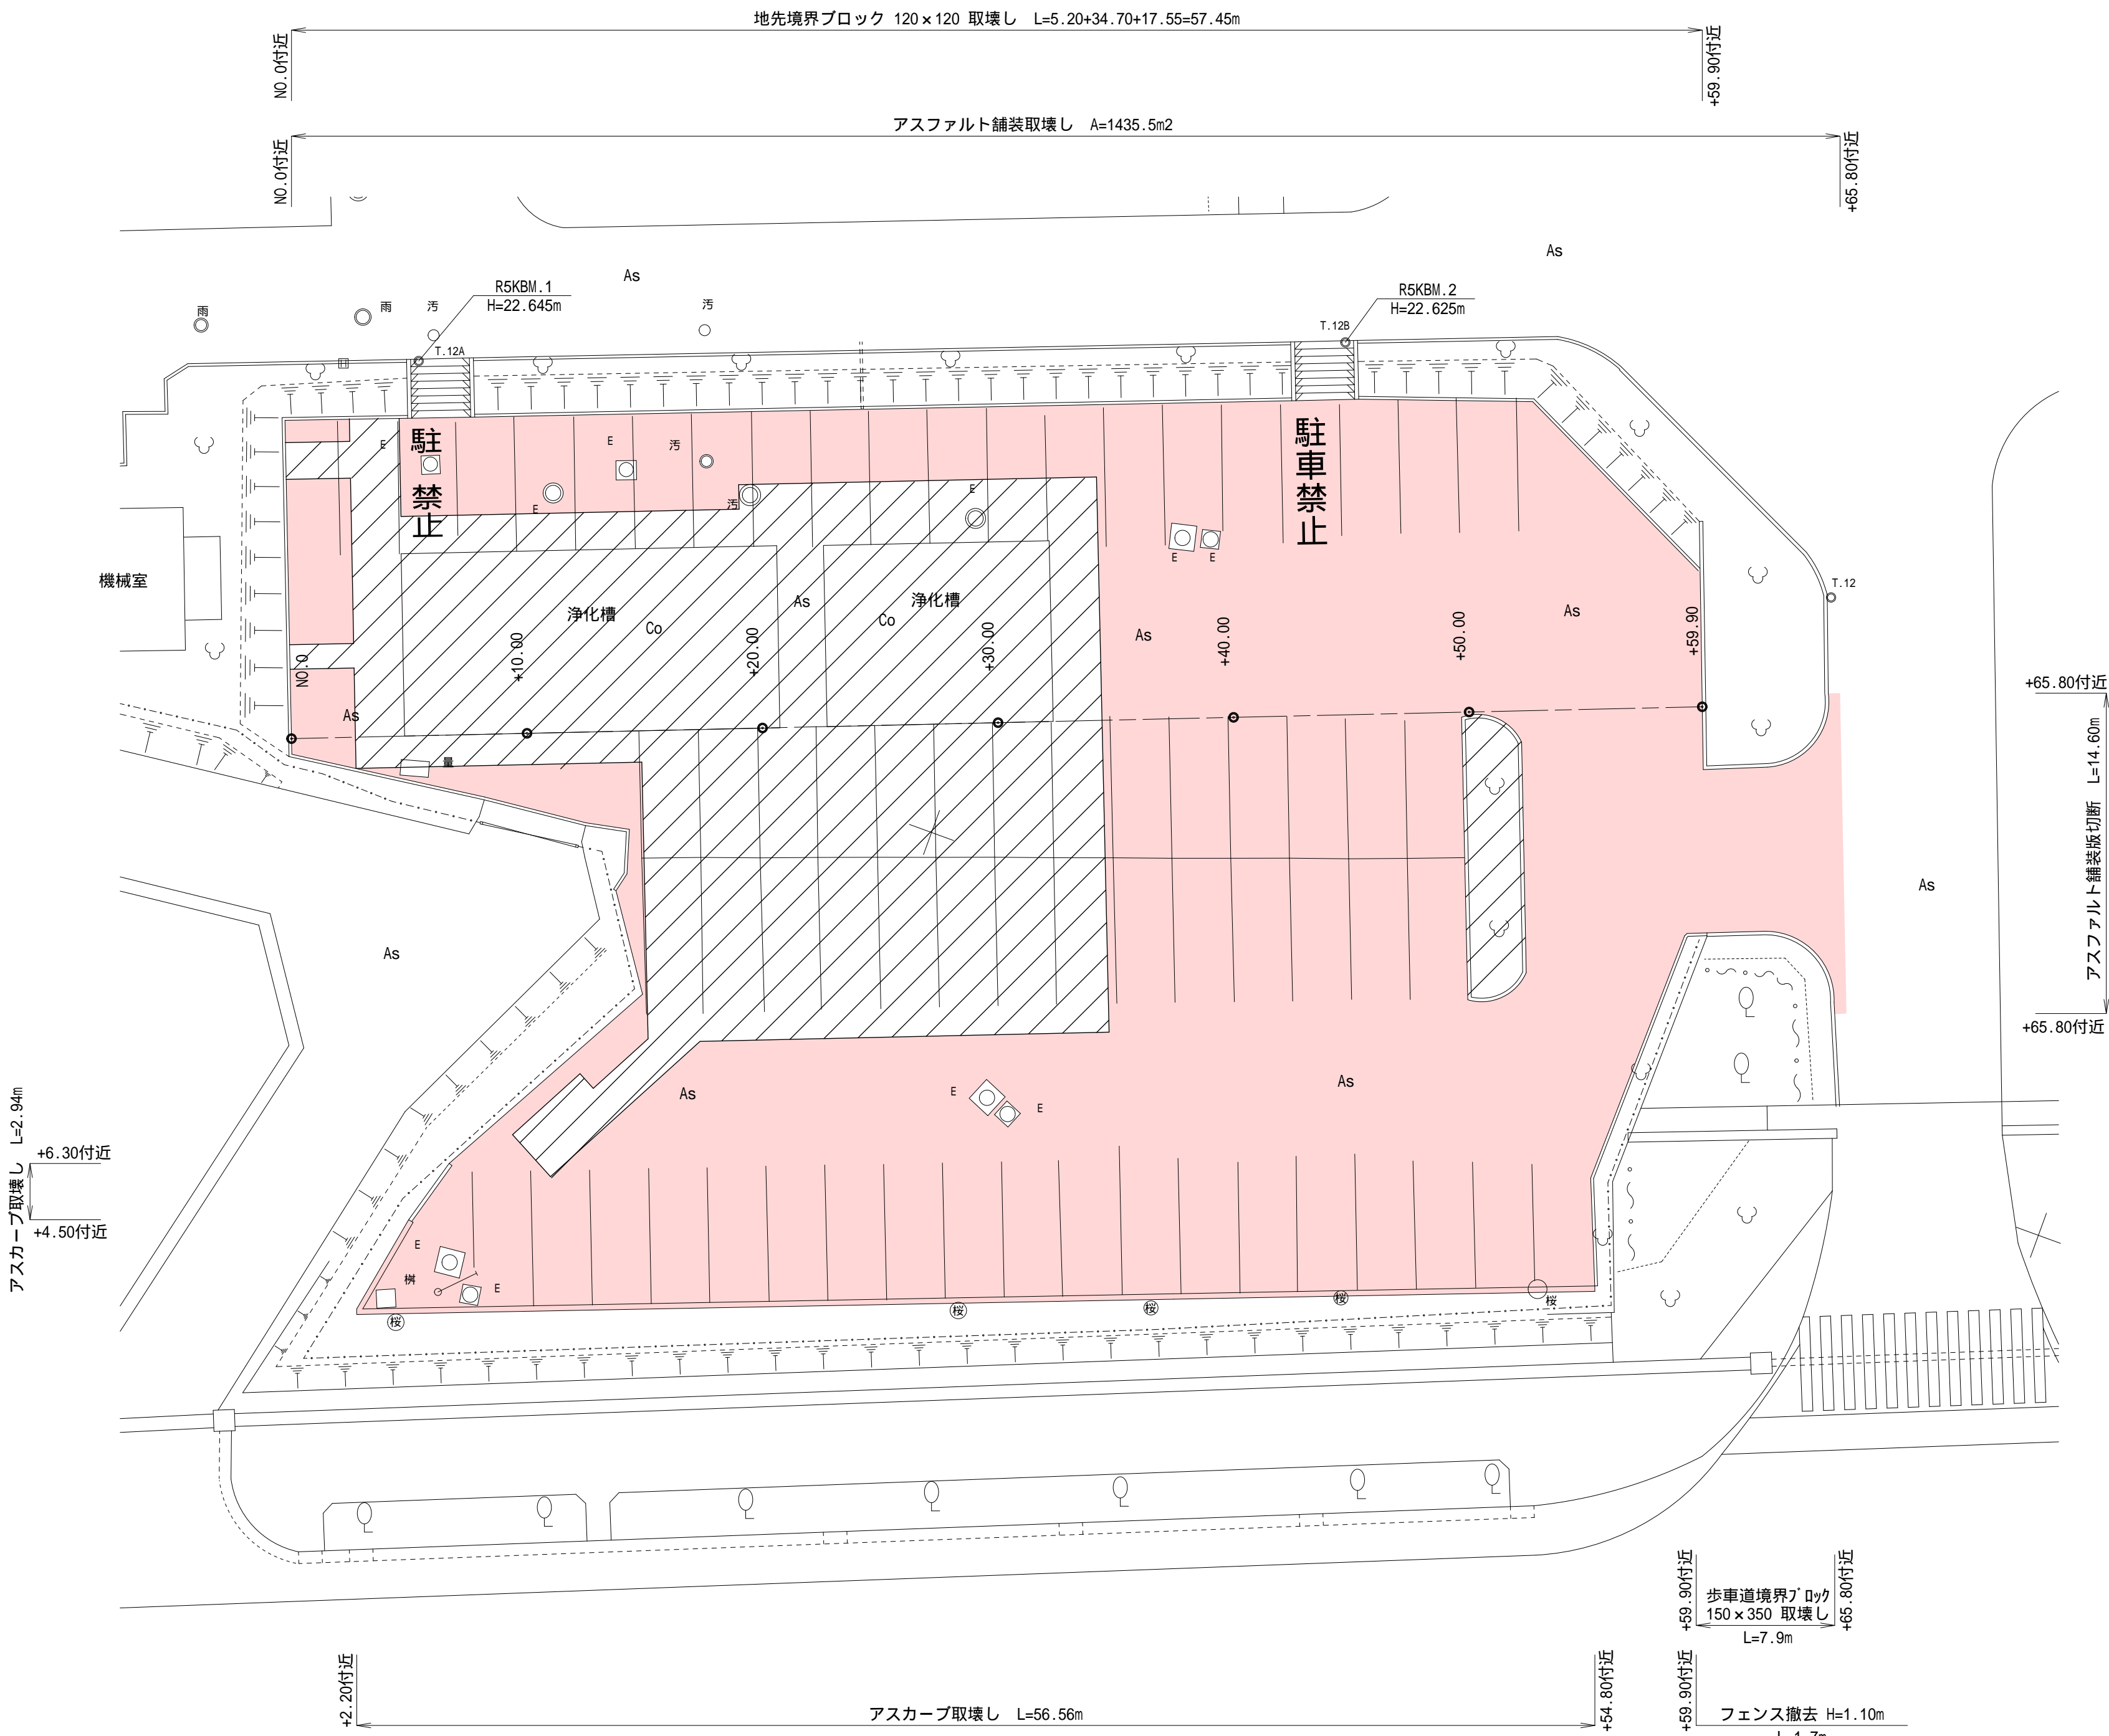 地先境界ブロック 120×120 取壊し L=5.20+34.70+17.55=57.45m
NO.0付近
+59.90付近
アスファルト舗装取壊し A=1435.5m2
NO.0付近
+65.80付近
As
As
R5KBM.1
H=22.645m
R5KBM.2
H=22.625m
雨
雨
汚
汚
T.12A
T.12B
駐 禁止
駐車禁止
E
E
汚
E
汚
E
E
E
機械室
T.12
浄化槽
As
浄化槽
Co
Co
As
As
NO.0
+10.00
+20.00
+30.00
+40.00
+50.00
+59.90
As
量
+65.80付近
アスファルト舗装版切断 L=14.60m
+65.80付近
As
As
As
As
E
E
アスカーブ取壊し L=2.94m
+6.30付近
+4.50付近
E
桝
E
桜
桜
桜
桜
桜
+59.90付近
歩車道境界ブロック
150×350 取壊し
L=7.9m
+65.80付近
+2.20付近
アスカーブ取壊し L=56.56m
+54.80付近
+59.90付近
フェンス撤去 H=1.10m